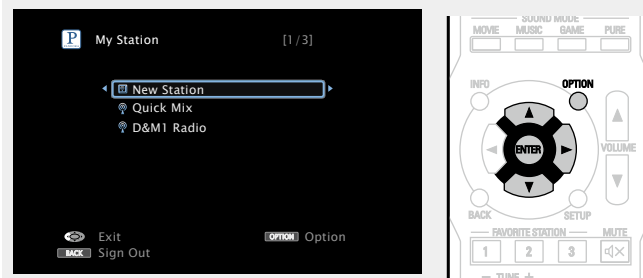 P My Station [1/3]
New Station
Quick Mix
D&M1 Radio
Exit OPTION Option
BACK Sign Out
SOUND MODE
MOVIE MUSIC GAME PURE
INFO OPTION
ENTER
VOLUME
BACK SETUP
FAVORITE STATION MUTE
1 2 3
– TUNE +